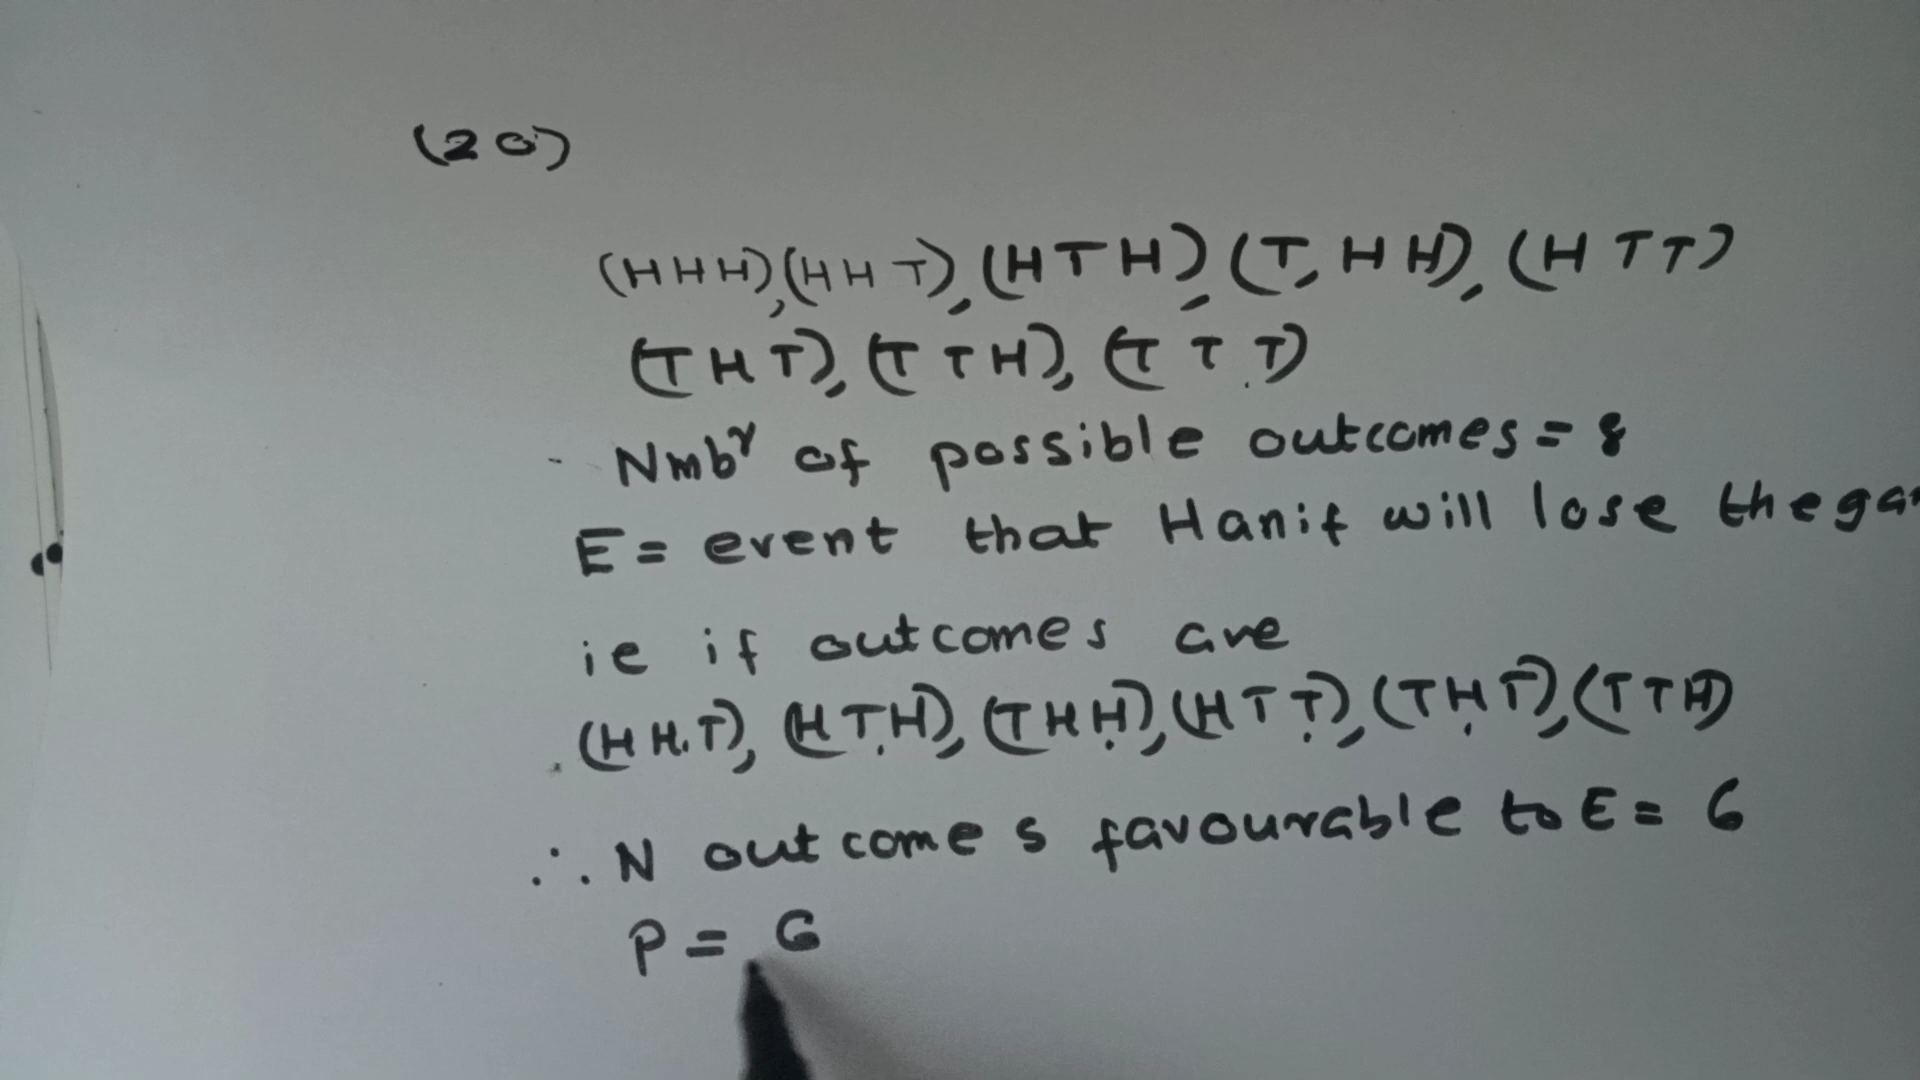 (20)
(HHH),(HHT),(HTH),(T,HH),(HTT)
(THT),(TTH),(TTT)
Nmbr of possible outcomes = 8
E = event that Hanif will lose the ga
ie if outcomes are
(HH.T),(HTH),(THH),(HTT),(THT),(TTH)
∴ N outcomes favourable to E = 6
P = 6